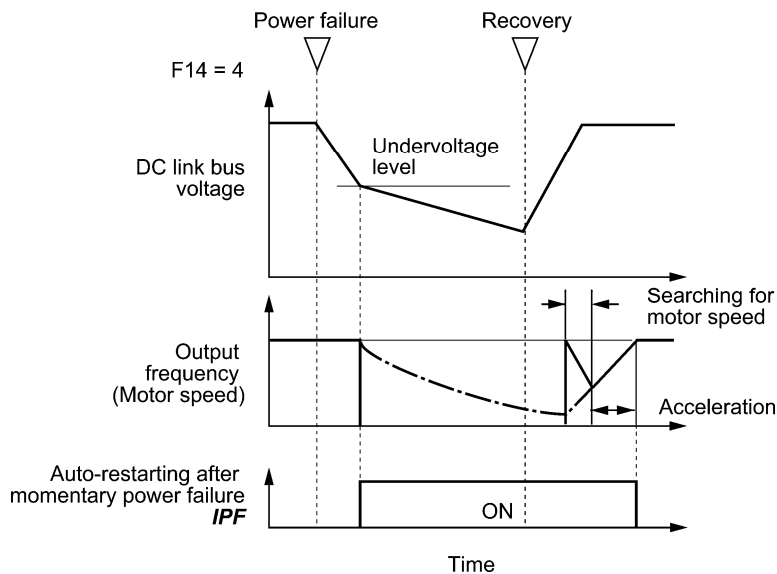 Power failure
Recovery
F14 = 4
Undervoltage
level
DC link bus
voltage
Searching for
motor speed
Output
frequency
(Motor speed)
Acceleration
Auto-restarting after
momentary power failure
IPF
ON
Time